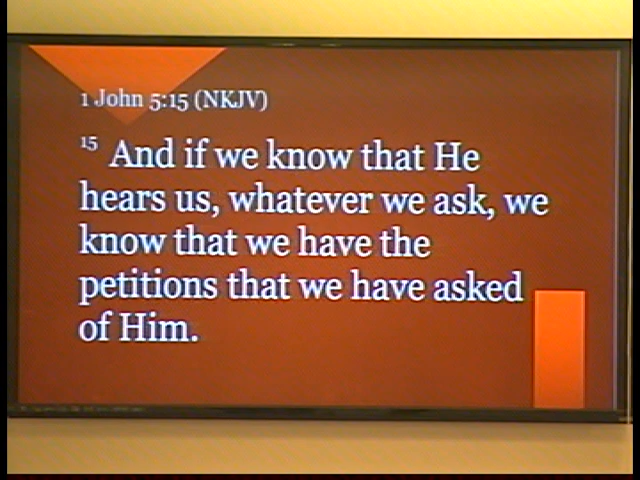 1 John 5:15 (NKJV)
15 And if we know that He
hears us, whatever we ask, we
know that we have the
petitions that we have asked
of Him.